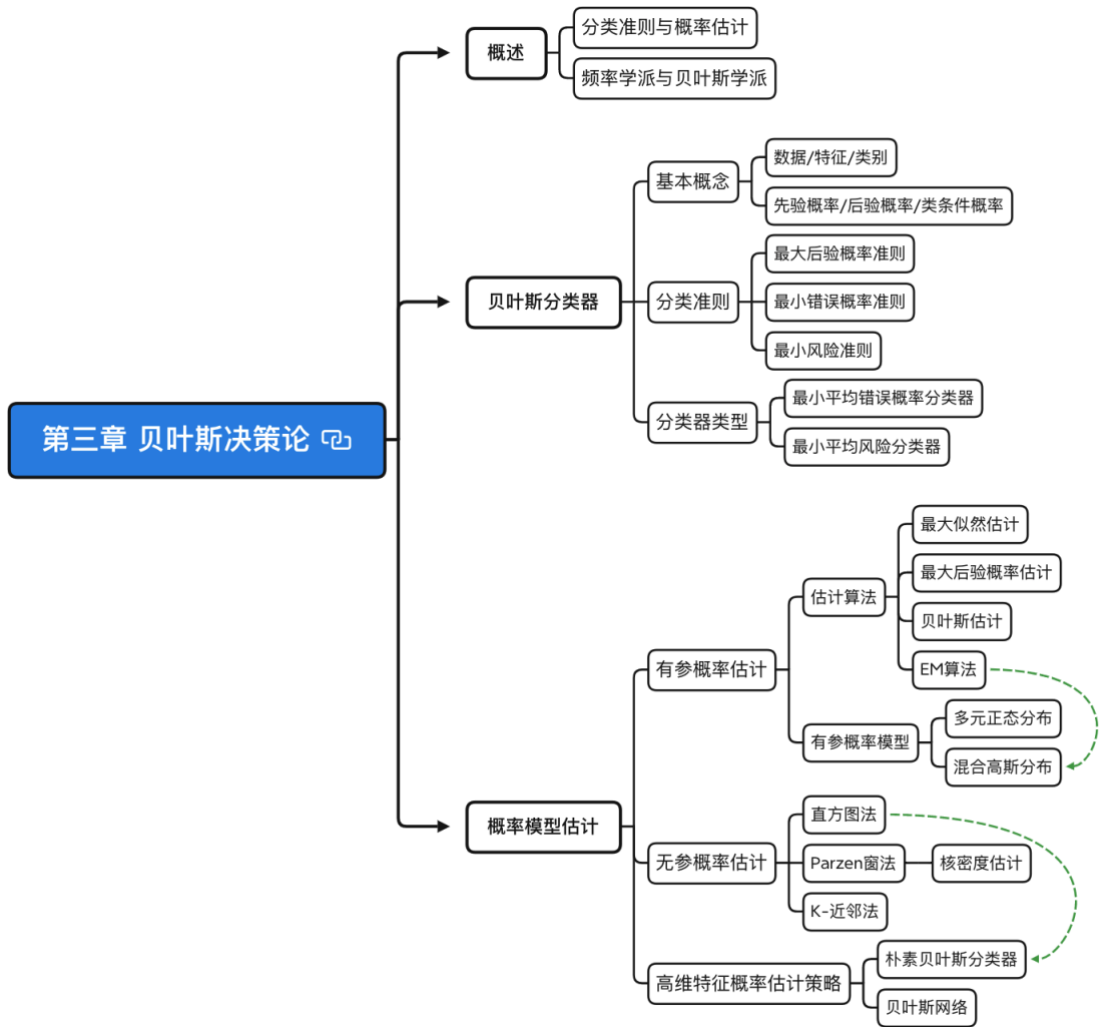 第三章 贝叶斯决策论
概述
分类准则与概率估计
频率学派与贝叶斯学派
贝叶斯分类器
基本概念
数据/特征/类别
先验概率/后验概率/类条件概率
分类准则
最大后验概率准则
最小错误概率准则
最小风险准则
分类器类型
最小平均错误概率分类器
最小平均风险分类器
概率模型估计
有参概率估计
估计算法
最大似然估计
最大后验概率估计
贝叶斯估计
EM算法
有参概率模型
多元正态分布
混合高斯分布
无参概率估计
直方图法
Parzen窗法
核密度估计
K-近邻法
高维特征概率估计策略
朴素贝叶斯分类器
贝叶斯网络